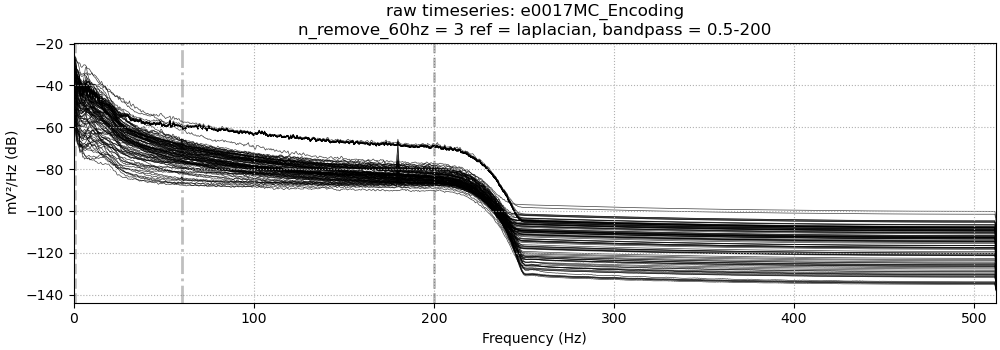 raw timeseries: e0017MC_Encoding
n_remove_60hz = 3 ref = laplacian, bandpass = 0.5-200
mV²/Hz (dB)
−20
−40
−60
−80
−100
−120
−140
0 100 200 300 400 500
Frequency (Hz)